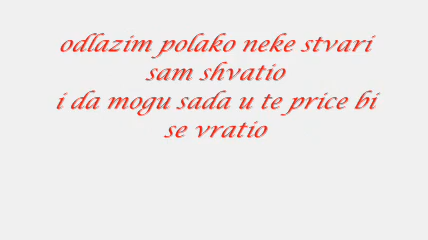 odlazim polako neke stvari
sam shvatio
i da mogu sada u te price bi
se vratio